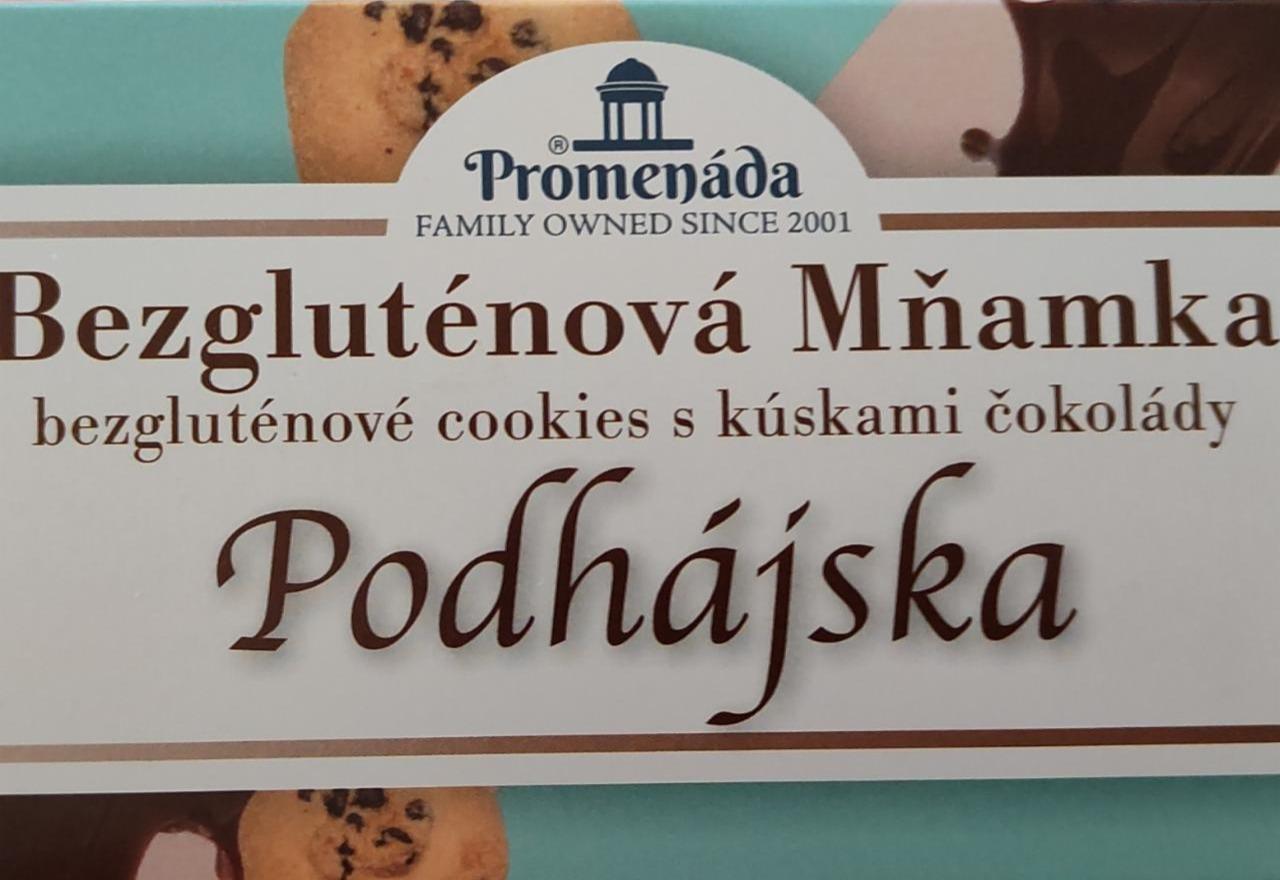 ®
Promenáda
FAMILY OWNED SINCE 2001
Bezgluténová Mňamka
bezgluténové cookies s kúskami čokolády
Podhájska